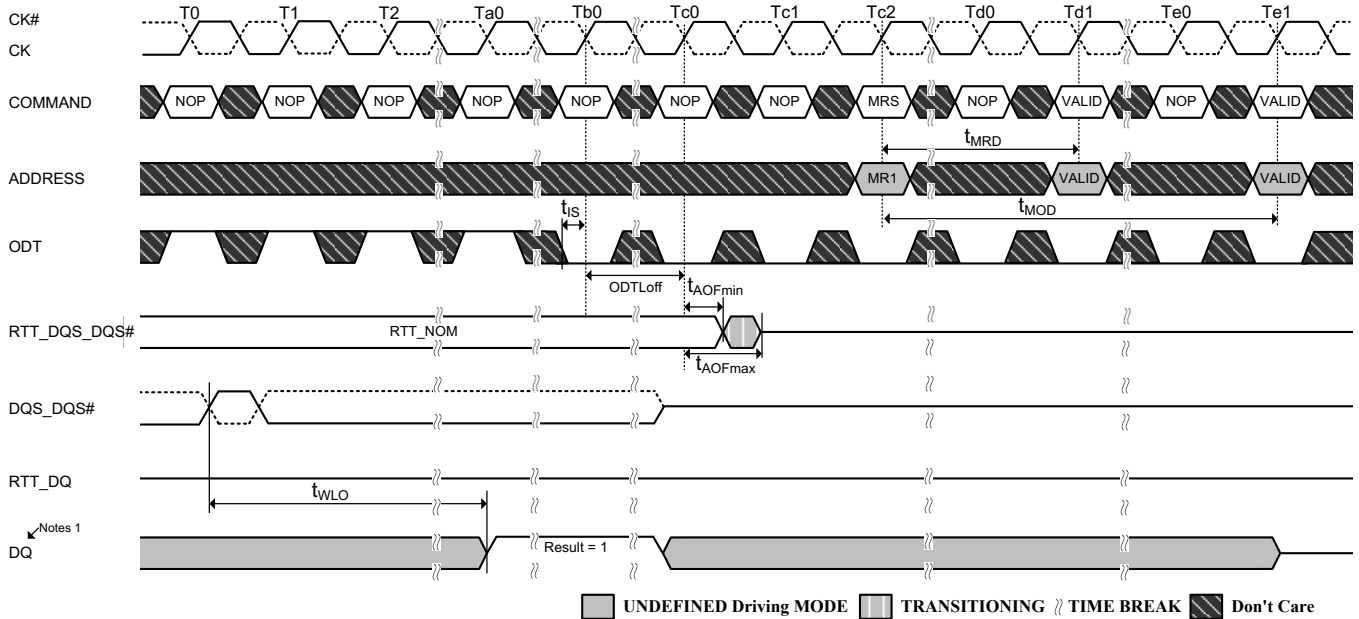 T0 T1 T2 Ta0 Tb0 Tc0 Tc1 Tc2 Td0 Td1 Te0 Te1
CK#
CK
COMMAND NOP NOP NOP NOP NOP NOP NOP MRS NOP VALID NOP VALID
tMRD
ADDRESS MR1 VALID VALID
tIS
tMOD
ODT
ODTLoff
tAOFmin
RTT_DQS_DQS# RTT_NOM
tAOFmax
DQS_DQS#
RTT_DQ
tWLO
Notes 1
DQ Result = 1
UNDEFINED Driving MODE TRANSITIONING TIME BREAK Don't Care